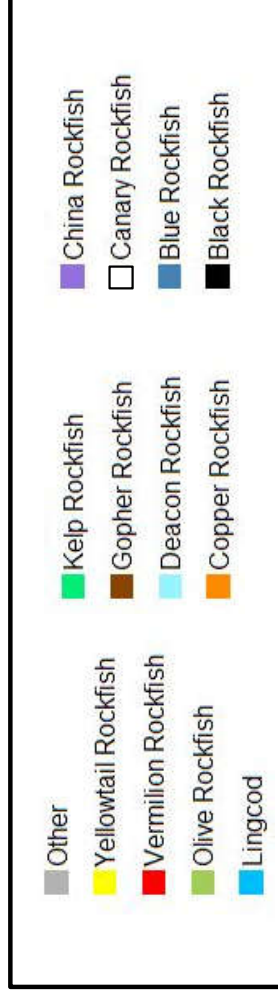 Other
Yellowtail Rockfish
Vermilion Rockfish
Olive Rockfish
Lingcod
Kelp Rockfish
Gopher Rockfish
Deacon Rockfish
Copper Rockfish
China Rockfish
Canary Rockfish
Blue Rockfish
Black Rockfish